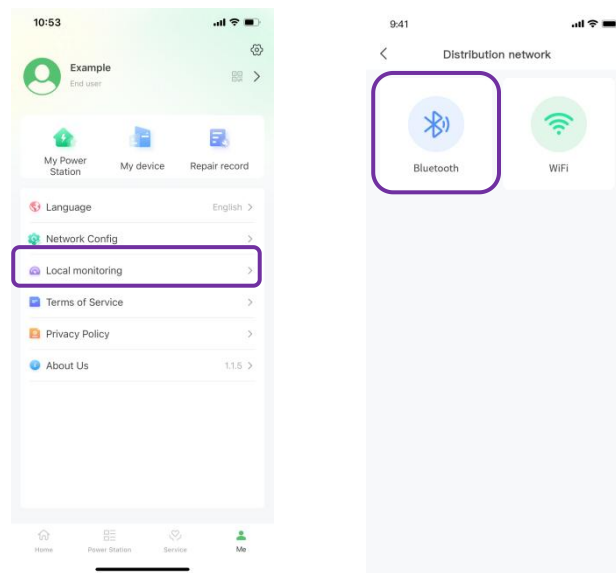 10:53
Example
End user
My Power
Station
My device
Repair record
Language
English
Network Config
Local monitoring
Terms of Service
Privacy Policy
About Us
1.1.5
Home
Power Station
Service
Me
9:41
Distribution network
Bluetooth
WiFi